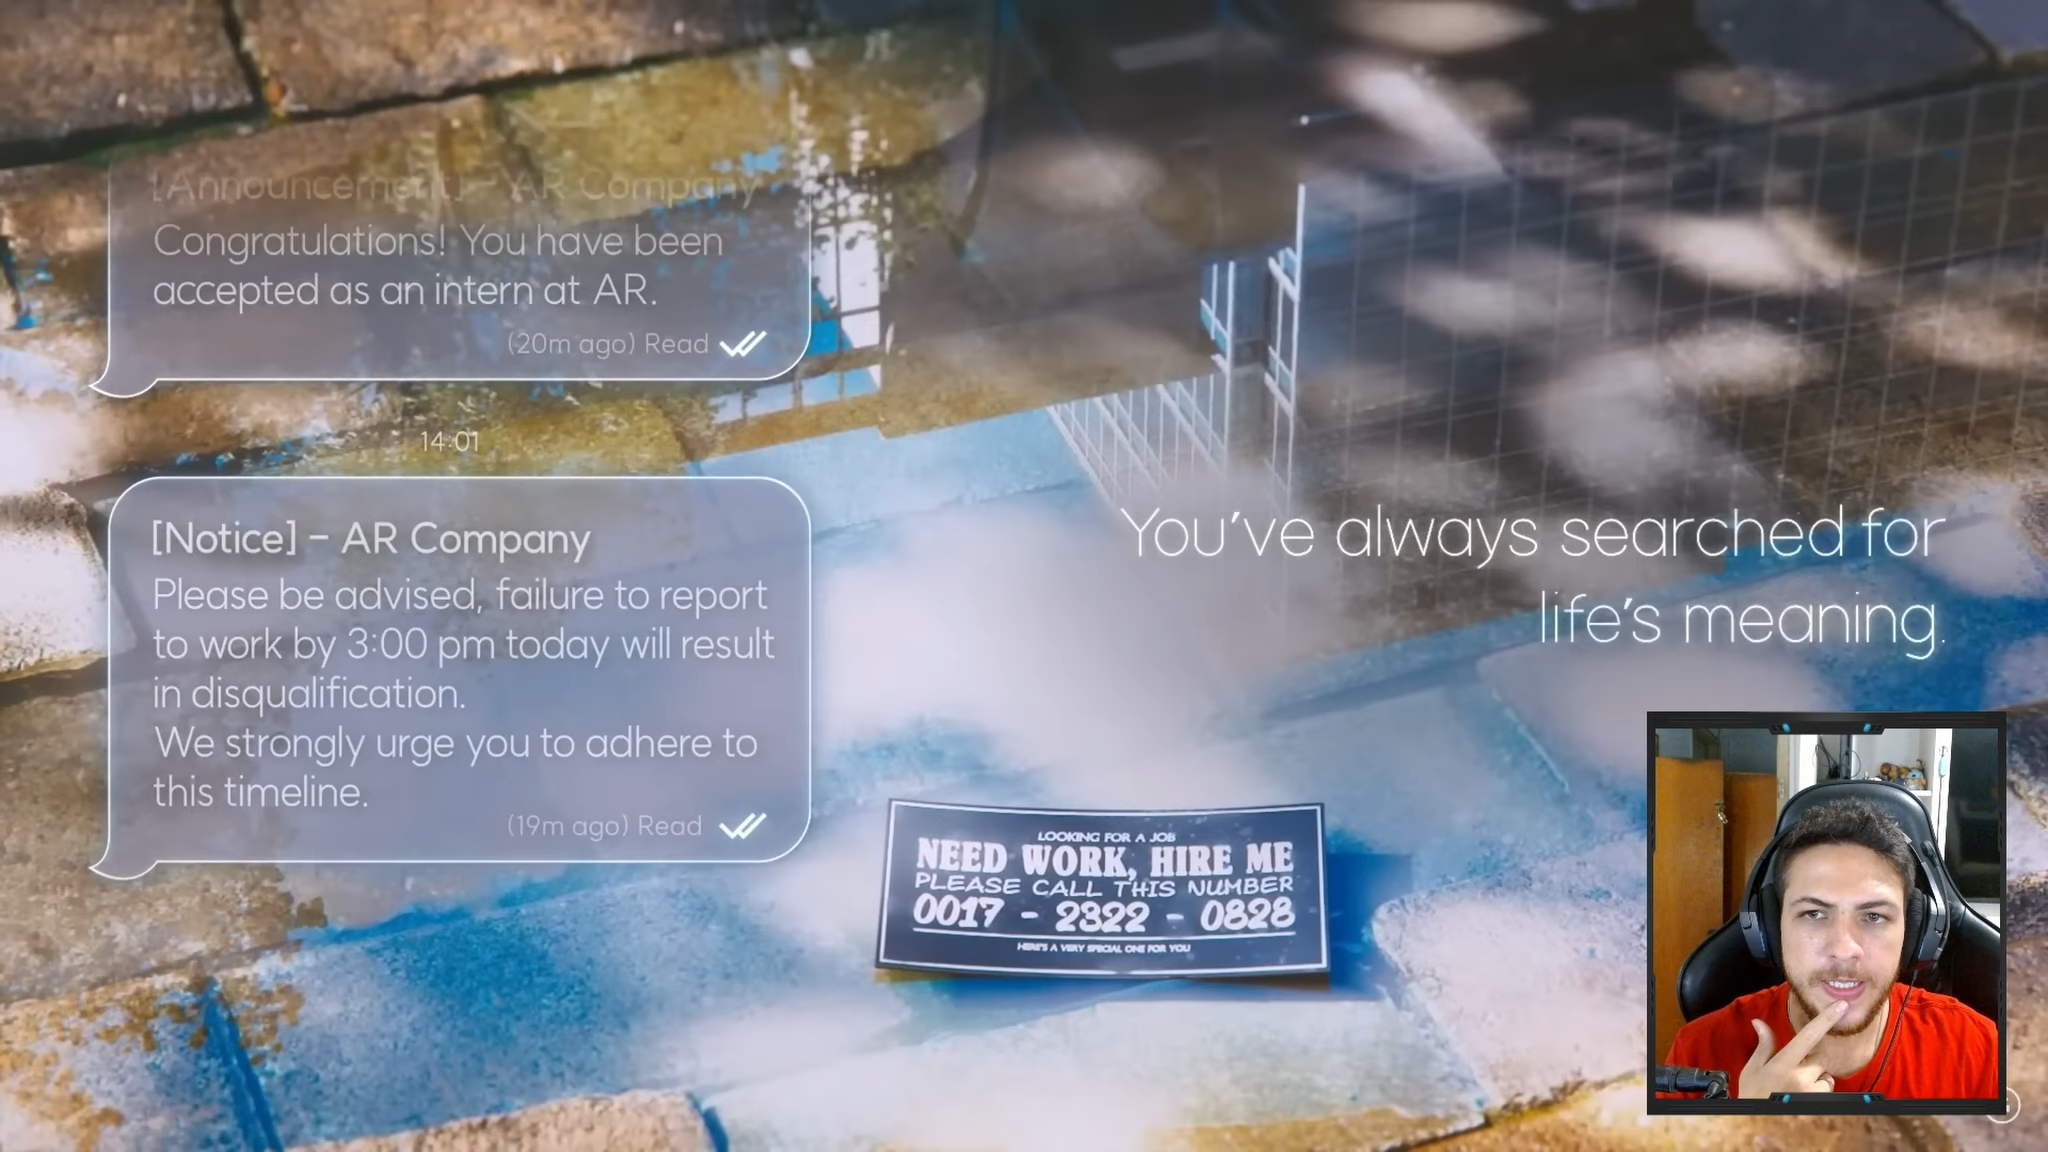 [Announcement] - AR Company
Congratulations! You have been
accepted as an intern at AR.
(20m ago) Read
14:01
[Notice] - AR Company
Please be advised, failure to report
to work by 3:00 pm today will result
in disqualification.
We strongly urge you to adhere to
this timeline.
(19m ago) Read
You've always searched for
life's meaning.
LOOKING FOR A JOB
NEED WORK, HIRE ME
PLEASE CALL THIS NUMBER
0017 - 2322 - 0828
HERE'S A VERY SPECIAL ONE FOR YOU